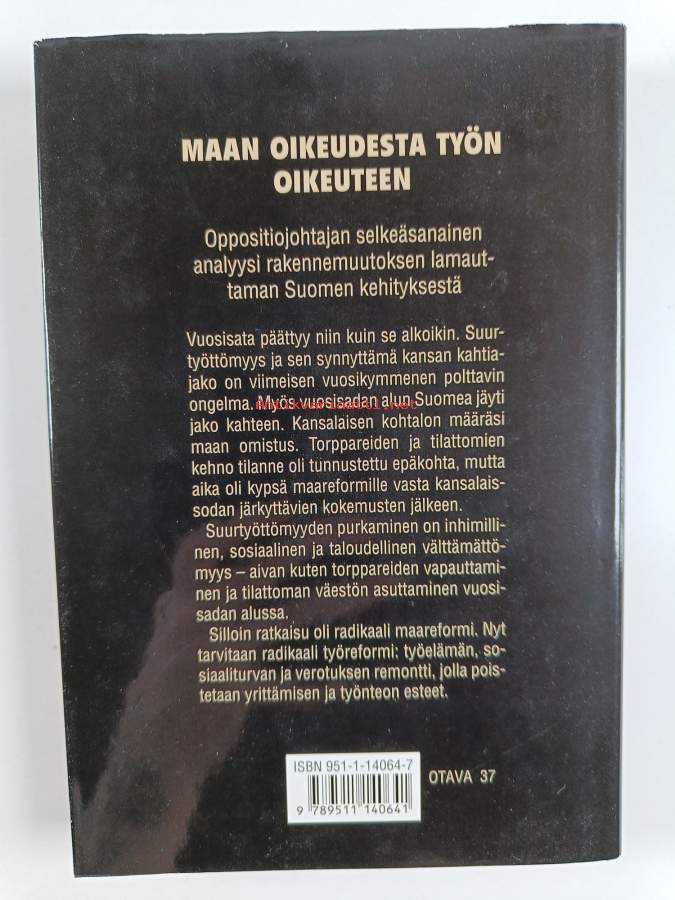 MAAN OIKEUDESTA TYÖN
OIKEUTEEN
Oppositiojohtajan selkeäsanainen
analyysi rakennemuutoksen lamaut-
taman Suomen kehityksestä
Vuosisata päättyy niin kuin se alkoikin. Suur-
työttömyys ja sen synnyttämä kansan kahtia-
jako on viimeisen vuosikymmenen polttavin
ongelma. Myös vuosisadan alun Suomea jäyti
jako kahteen. Kansalaisen kohtalon määräsi
maan omistus. Torppareiden ja tilattomien
kehno tilanne oli tunnustettu epäkohta, mutta
aika oli kypsä maareformille vasta kansalais-
sodan järkyttävien kokemusten jälkeen.
Suurtyöttömyyden purkaminen on inhimilli-
nen, sosiaalinen ja taloudellinen välttämättö-
myys – aivan kuten torppareiden vapauttami-
nen ja tilattoman väestön asuttaminen vuosi-
sadan alussa.
Silloin ratkaisu oli radikaali maareformi. Nyt
tarvitaan radikaali työreformi: työelämän, so-
siaaliturvan ja verotuksen remontti, jolla pois-
tetaan yrittämisen ja työnteon esteet.
ISBN 951-1-14064-7
OTAVA 37
9 789511 140641